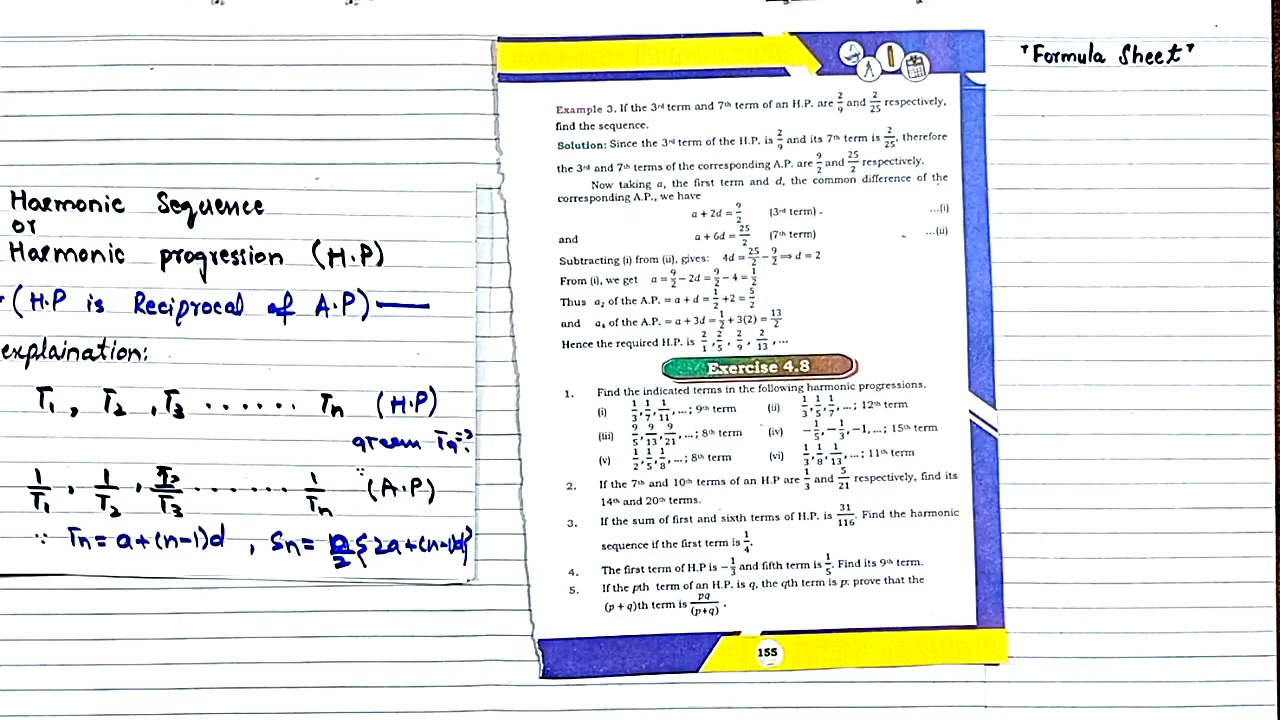 Harmonic Sequence
or
Harmonic progression (H.P)
(H.P is Reciprocal of A.P)
explaination:
T₁, T₂, T₃ ...... Tn (H.P)
1/T₁, 1/T₂, T₂/T₃ ...... 1/Tn ∵ (A.P)
∵ Tn = a+(n-1)d , Sn = n/2{2a+(n-1)d}
Example 3. If the 3rd term and 7th term of an H.P. are 2/9 and 2/25 respectively,
find the sequence.
Solution: Since the 3rd term of the H.P. is 2/9 and its 7th term is 2/25, therefore
the 3rd and 7th terms of the corresponding A.P. are 9/2 and 25/2 respectively.
Now taking a, the first term and d, the common difference of the
corresponding A.P., we have
a + 2d = 9/2 (3rd term) ...(i)
and a + 6d = 25/2 (7th term) ...(ii)
Subtracting (i) from (ii), gives: 4d = 25/2 − 9/2 ⇒ d = 2
From (i), we get a = 9/2 − 2d = 9/2 − 4 = 1/2
Thus a₂ of the A.P. = a + d = 1/2 + 2 = 5/2
and a₄ of the A.P. = a + 3d = 1/2 + 3(2) = 13/2
Hence the required H.P. is 2/1, 2/5, 2/9, 2/13, ...
Exercise 4.8
1. Find the indicated terms in the following harmonic progressions.
(i) 1/3, 1/7, 1/11, ...; 9th term (ii) 1/3, 1/5, 1/7, ...; 12th term
(iii) 9/5, 9/13, 9/21, ...; 8th term (iv) −1/5, −1/3, −1, ...; 15th term
(v) 1/2, 1/5, 1/8, ...; 8th term (vi) 1/3, 1/8, 1/13, ...; 11th term
2. If the 7th and 10th terms of an H.P are 1/3 and 5/21 respectively, find its
14th and 20th terms.
3. If the sum of first and sixth terms of H.P. is 31/116. Find the harmonic
sequence if the first term is 1/4.
4. The first term of H.P is −1/3 and fifth term is 1/5. Find its 9th term.
5. If the pth term of an H.P. is q, the qth term is p: prove that the
(p + q)th term is pq/(p+q).
155
"Formula Sheet"